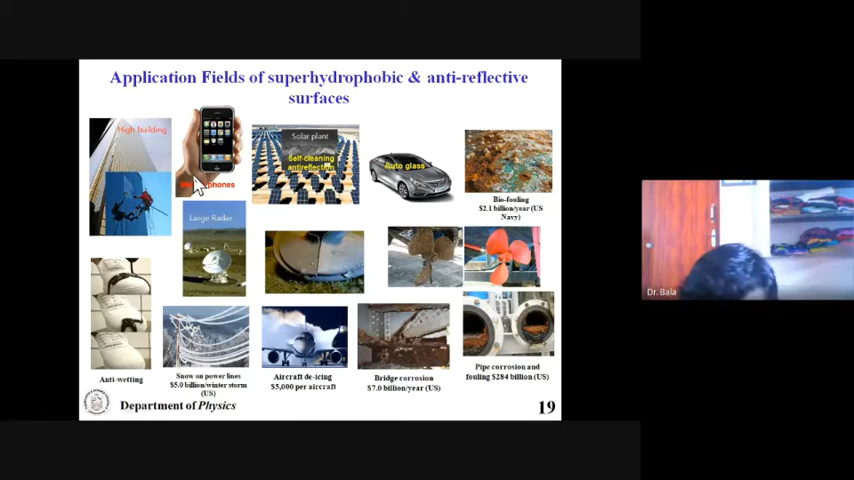 Application Fields of superhydrophobic & anti-reflective
surfaces
High building
phones
Solar plant
Self-cleaning
antireflection
Auto glass
Bio-fouling
$2.1 billion/year (US
Navy)
Large Radar
Anti-wetting
Snow on power lines
$5.0 billion/winter storm
(US)
Aircraft de-icing
$5,000 per aircraft
Bridge corrosion
$7.0 billion/year (US)
Pipe corrosion and
fouling $284 billion (US)
Department of Physics
19
Dr. Bala